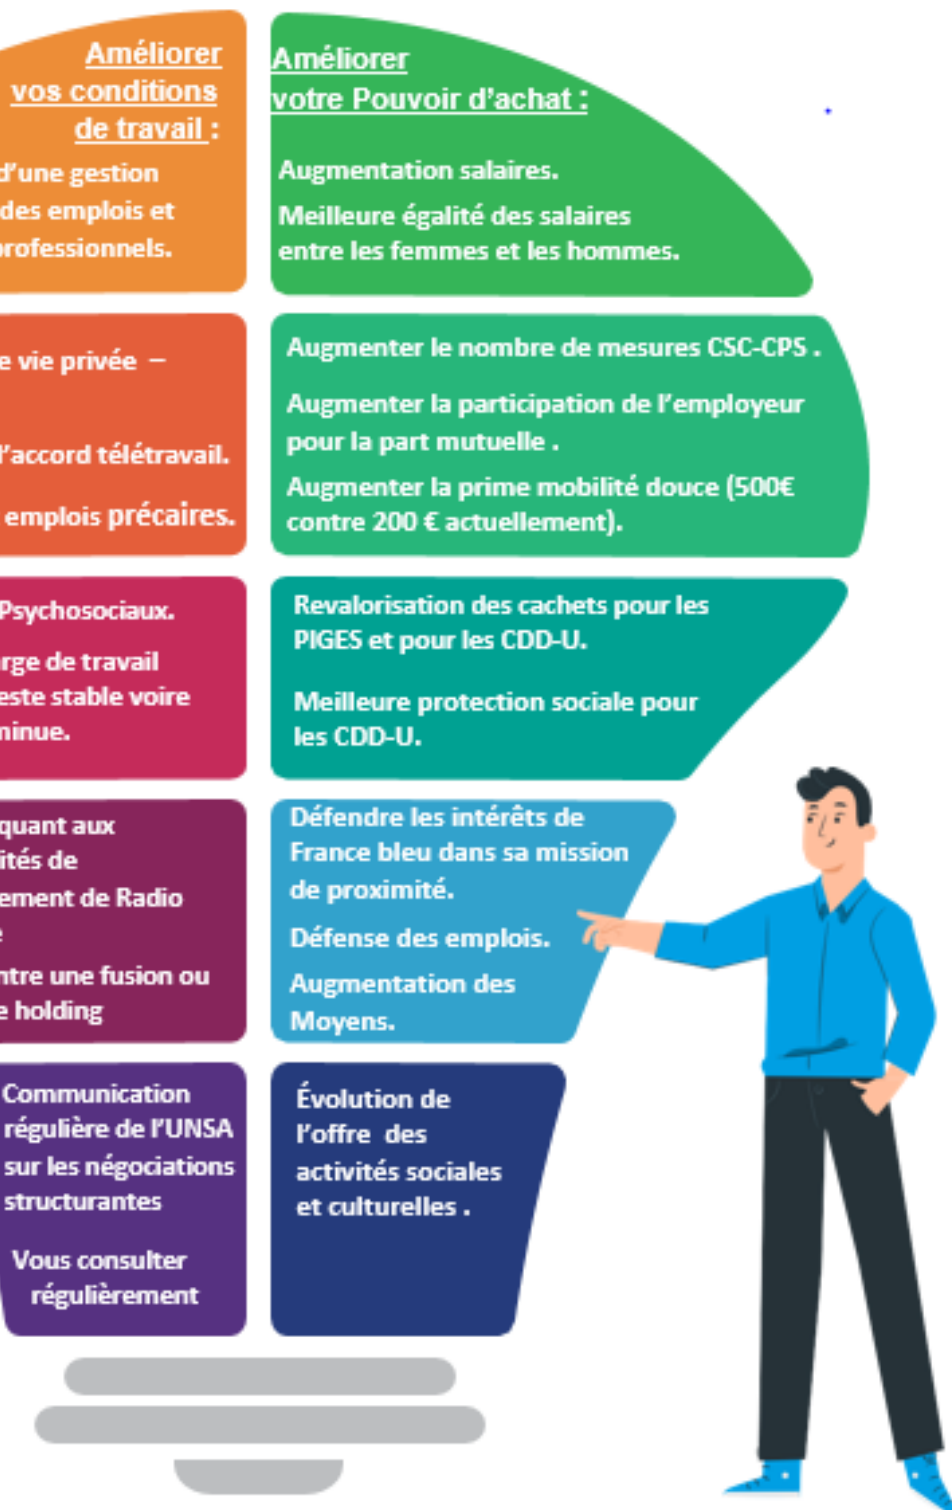 Améliorer
vos conditions
de travail :
d'une gestion
des emplois et
professionnels.
e vie privée –
l'accord télétravail.
emplois précaires.
Psychosociaux.
arge de travail
este stable voire
minue.
quant aux
ités de
ement de Radio
e
ntre une fusion ou
e holding
Communication
régulière de l'UNSA
sur les négociations
structurantes
Vous consulter
régulièrement
Améliorer
votre Pouvoir d'achat :
Augmentation salaires.
Meilleure égalité des salaires
entre les femmes et les hommes.
Augmenter le nombre de mesures CSC-CPS .
Augmenter la participation de l'employeur
pour la part mutuelle .
Augmenter la prime mobilité douce (500€
contre 200 € actuellement).
Revalorisation des cachets pour les
PIGES et pour les CDD-U.
Meilleure protection sociale pour
les CDD-U.
Défendre les intérêts de
France bleu dans sa mission
de proximité.
Défense des emplois.
Augmentation des
Moyens.
Évolution de
l'offre des
activités sociales
et culturelles .